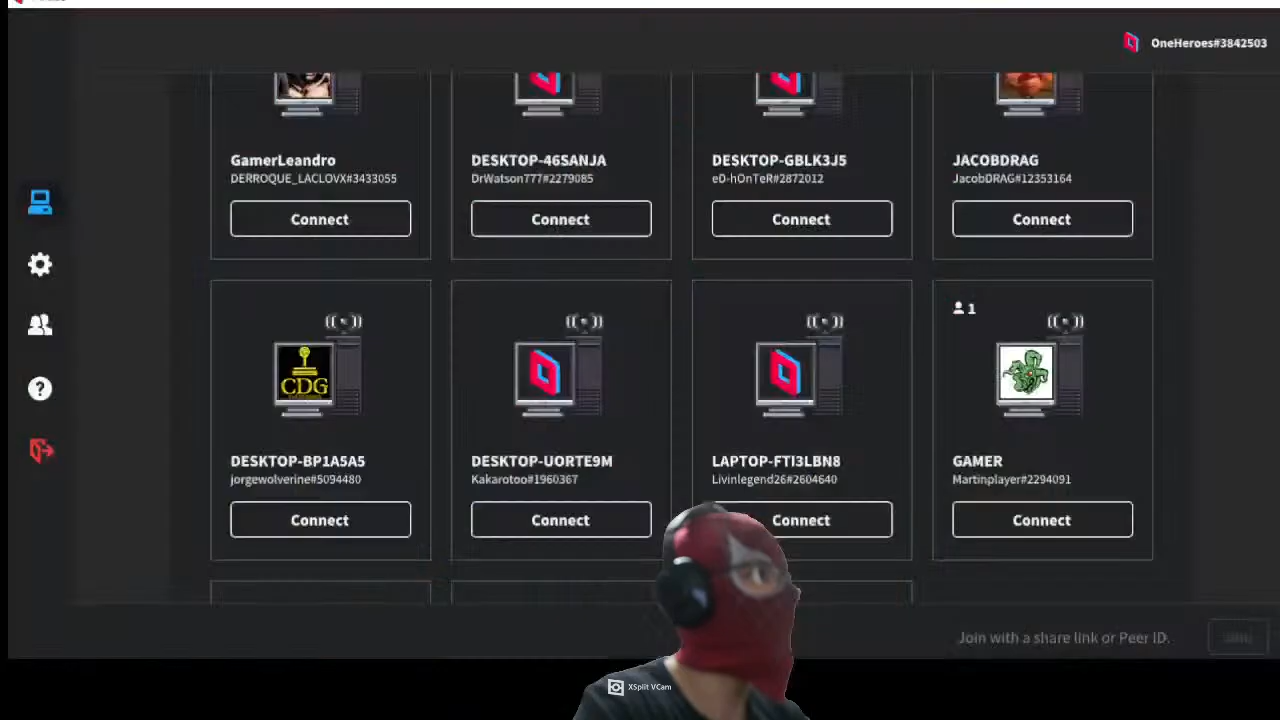 OneHeroes#3842503
GamerLeandro
DERROQUE_LACLOVX#3433055
Connect
DESKTOP-46SANJA
DrWatson777#2279085
Connect
DESKTOP-GBLK3J5
eD-hOnTeR#2872012
Connect
JACOBDRAG
JacobDRAG#12353164
Connect
CDG
DESKTOP-BP1A5A5
jorgewolverine#5094480
Connect
DESKTOP-UORTE9M
Kakarotoo#1960367
Connect
LAPTOP-FTI3LBN8
Livinlegend26#2604640
Connect
1
GAMER
Martinplayer#2294091
Connect
?
Join with a share link or Peer ID.
XSplit VCam